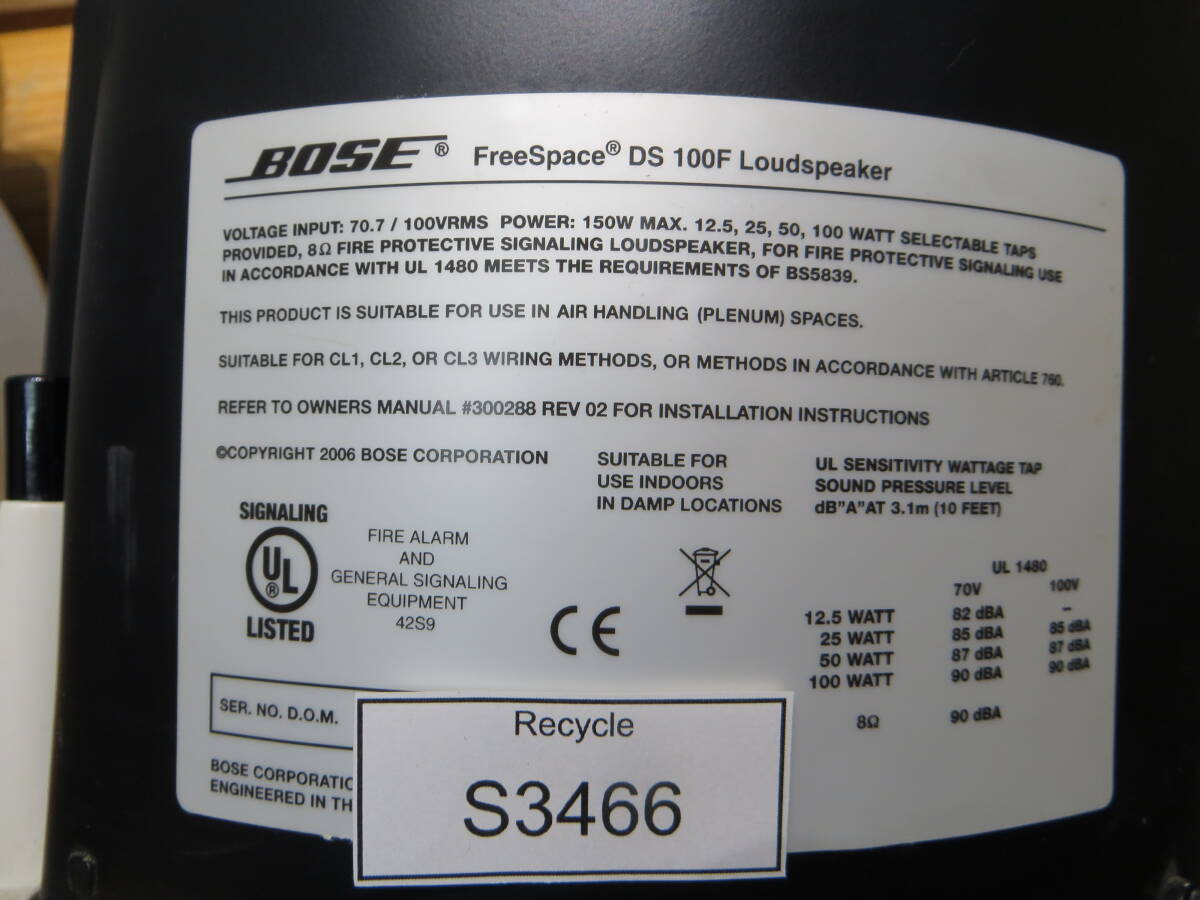 BOSE® FreeSpace® DS 100F Loudspeaker
VOLTAGE INPUT: 70.7 / 100VRMS POWER: 150W MAX. 12.5, 25, 50, 100 WATT SELECTABLE TAPS
PROVIDED, 8Ω FIRE PROTECTIVE SIGNALING LOUDSPEAKER, FOR FIRE PROTECTIVE SIGNALING USE
IN ACCORDANCE WITH UL 1480 MEETS THE REQUIREMENTS OF BS5839.
THIS PRODUCT IS SUITABLE FOR USE IN AIR HANDLING (PLENUM) SPACES.
SUITABLE FOR CL1, CL2, OR CL3 WIRING METHODS, OR METHODS IN ACCORDANCE WITH ARTICLE 760.
REFER TO OWNERS MANUAL #300288 REV 02 FOR INSTALLATION INSTRUCTIONS
©COPYRIGHT 2006 BOSE CORPORATION
SUITABLE FOR
USE INDOORS
IN DAMP LOCATIONS
UL SENSITIVITY WATTAGE TAP
SOUND PRESSURE LEVEL
dB"A"AT 3.1m (10 FEET)
SIGNALING
UL®
LISTED
FIRE ALARM
AND
GENERAL SIGNALING
EQUIPMENT
42S9
CE
UL 1480
70V 100V
12.5 WATT 82 dBA –
25 WATT 85 dBA 85 dBA
50 WATT 87 dBA 87 dBA
100 WATT 90 dBA 90 dBA
8Ω 90 dBA
SER. NO. D.O.M.
BOSE CORPORATIO
ENGINEERED IN TH
Recycle
S3466